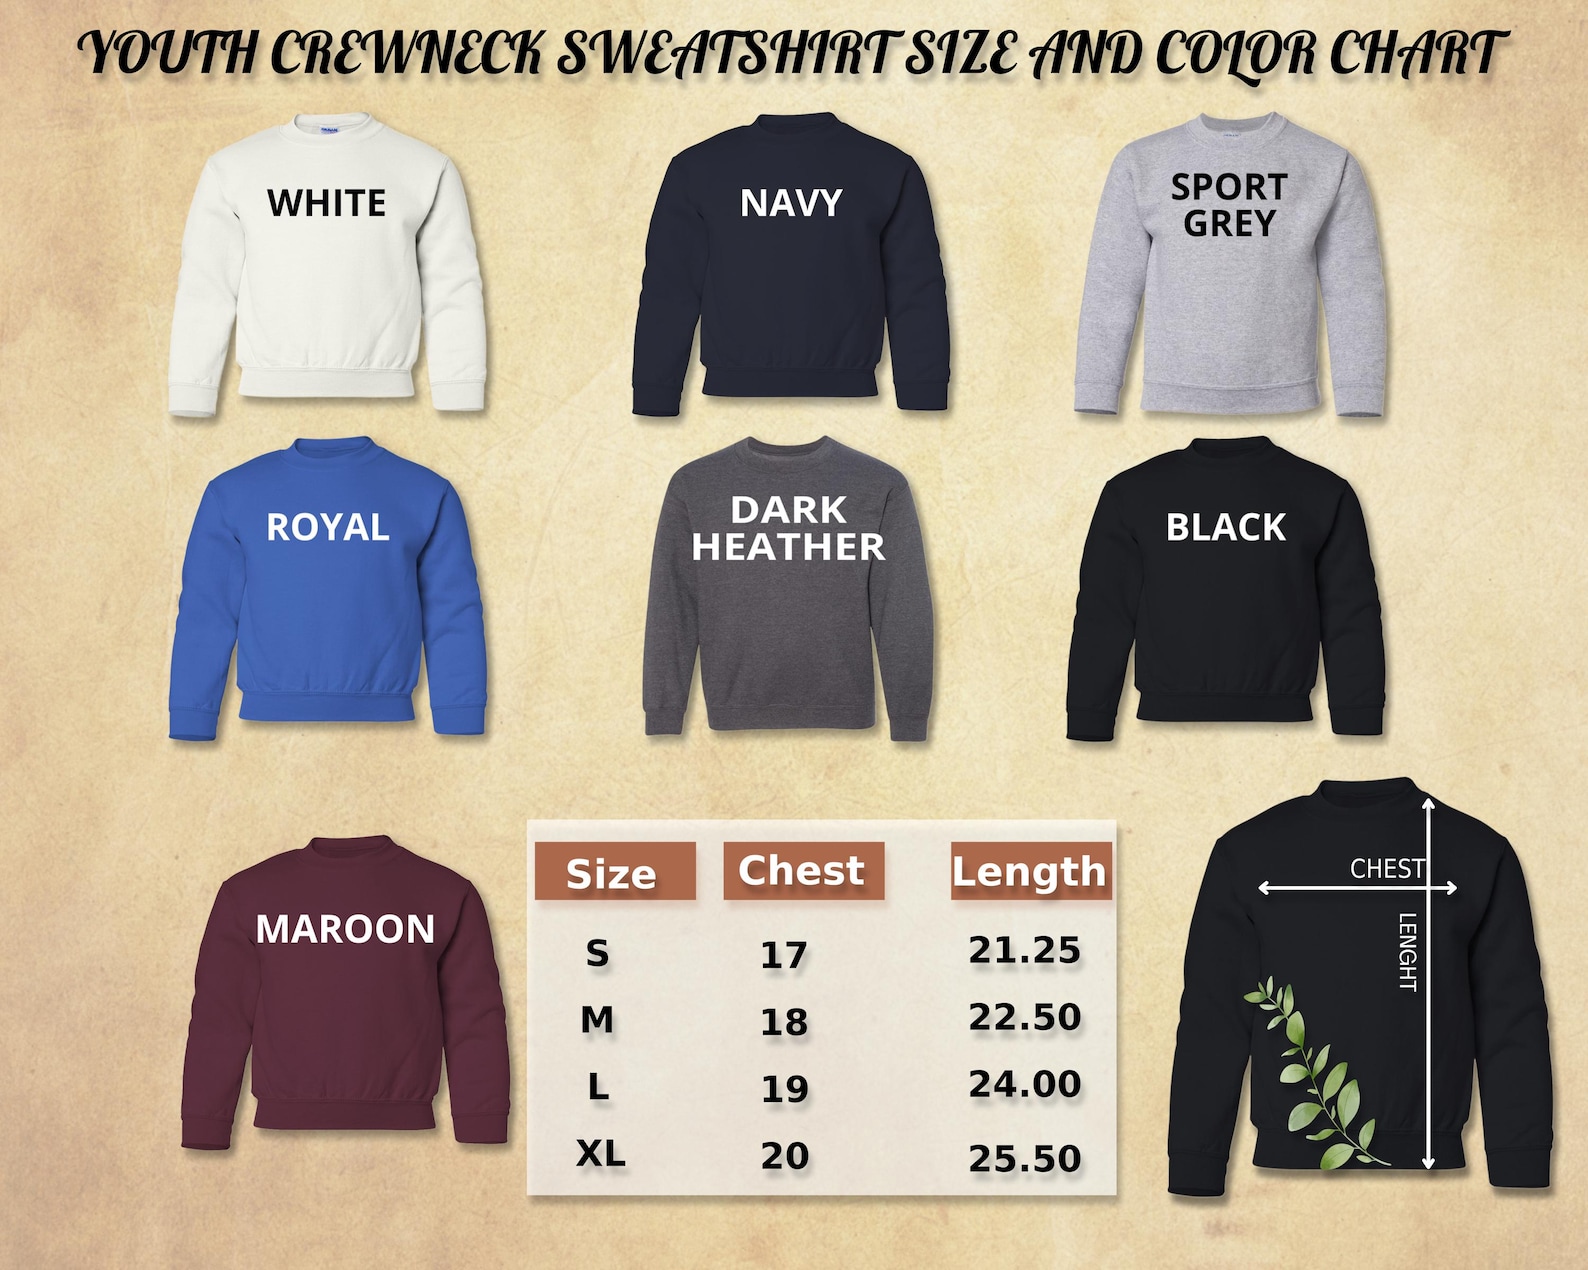 YOUTH CREWNECK SWEATSHIRT SIZE AND COLOR CHART
WHITE
NAVY
SPORT
GREY
ROYAL
DARK
HEATHER
BLACK
MAROON
Size Chest Length
S 17 21.25
M 18 22.50
L 19 24.00
XL 20 25.50
CHEST
LENGHT